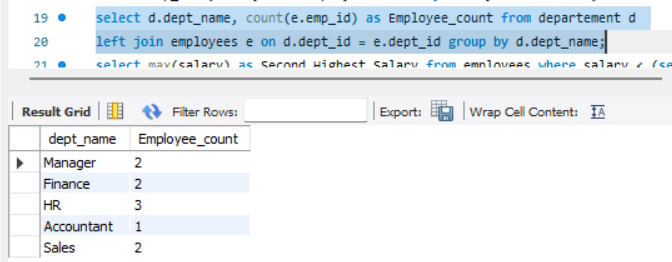 19 select d.dept_name, count(e.emp_id) as Employee_count from departement d
20 left join employees e on d.dept_id = e.dept_id group by d.dept_name;
21 select max(salary) as Second_Highest_Salary from employees where salary < (se
Result Grid Filter Rows: Export: Wrap Cell Content:
dept_name Employee_count
Manager 2
Finance 2
HR 3
Accountant 1
Sales 2